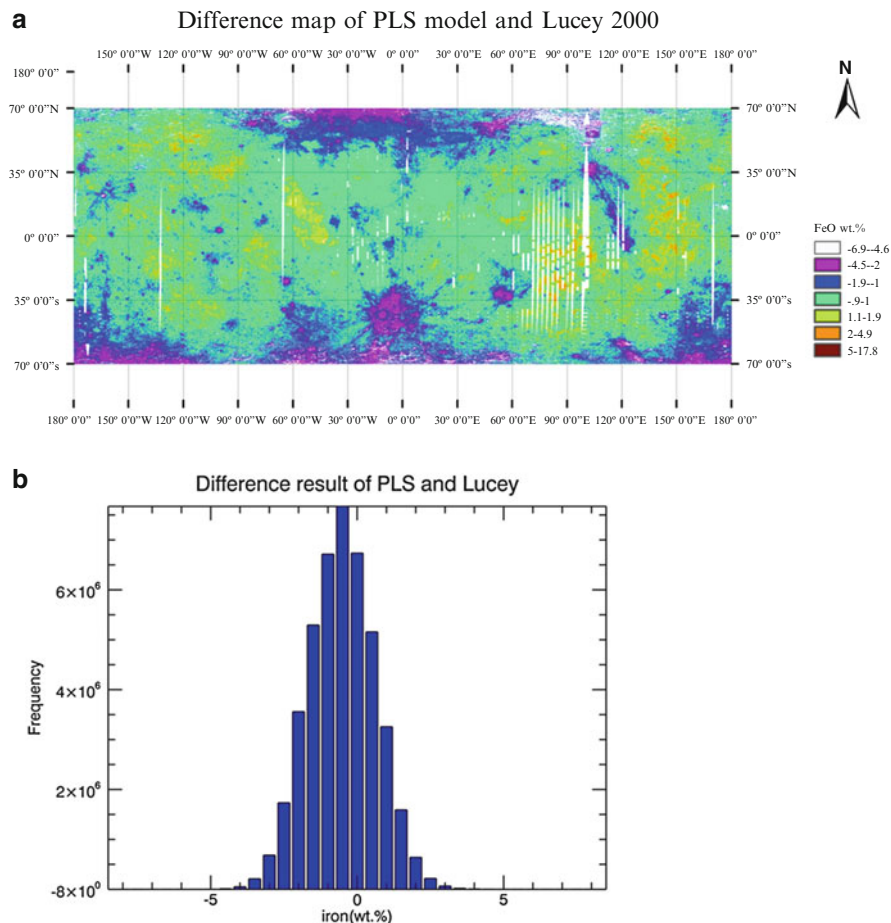 a
Difference map of PLS model and Lucey 2000
150° 0'0"W 120° 0'0"W 90° 0'0"W 60° 0'0"W 30° 0'0"W 0° 0'0" 30° 0'0"E 60° 0'0"E 90° 0'0"E 120° 0'0"E 150° 0'0"E 180° 0'0"
180° 0'0"
N
70° 0'0"N 70° 0'0"N
35° 0'0"N 35° 0'0"N
0° 0'0" 0° 0'0"
35° 0'0"s 35° 0'0"s
70° 0'0"s 70° 0'0"s
FeO wt.%
-6.9--4.6
-4.5--2
-1.9--1
-.9-1
1.1-1.9
2-4.9
5-17.8
180° 0'0" 150° 0'0"W 120° 0'0"W 90° 0'0"W 60° 0'0"W 30° 0'0"W 0° 0'0" 30° 0'0"E 60° 0'0"E 90° 0'0"E 120° 0'0"E 150° 0'0"E 180° 0'0"
b
Difference result of PLS and Lucey
Frequency
6×10⁶
4×10⁶
2×10⁶
-8×10⁰
-5 0 5
iron(wt.%)